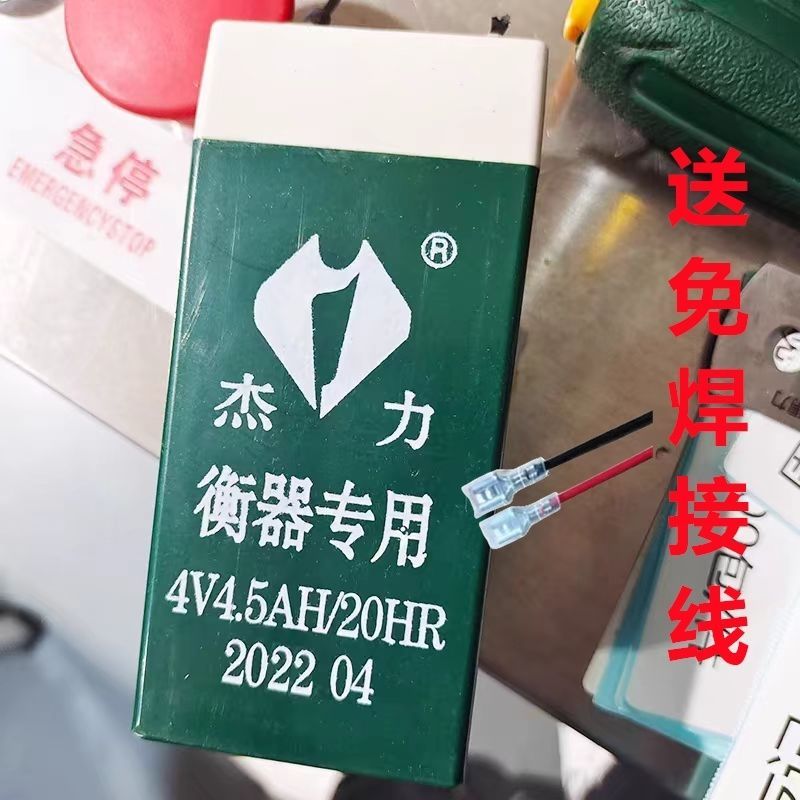 急停
EMERGENCYSTOP
®
杰力
衡器专用
4V4.5AH/20HR
2022 04
送免焊接线